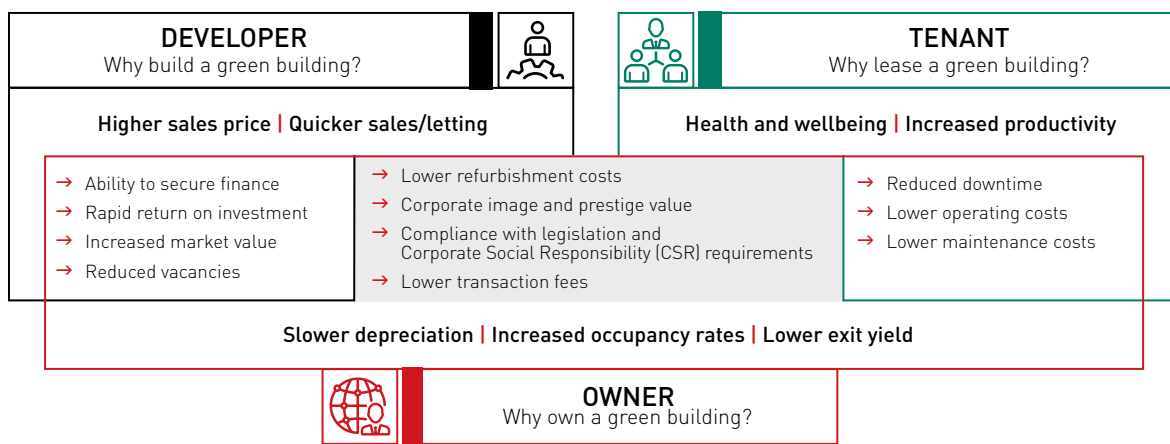 DEVELOPER
Why build a green building?
TENANT
Why lease a green building?
Higher sales price | Quicker sales/letting
Health and wellbeing | Increased productivity
→ Ability to secure finance
→ Rapid return on investment
→ Increased market value
→ Reduced vacancies
→ Lower refurbishment costs
→ Corporate image and prestige value
→ Compliance with legislation and
Corporate Social Responsibility (CSR) requirements
→ Lower transaction fees
→ Reduced downtime
→ Lower operating costs
→ Lower maintenance costs
Slower depreciation | Increased occupancy rates | Lower exit yield
OWNER
Why own a green building?